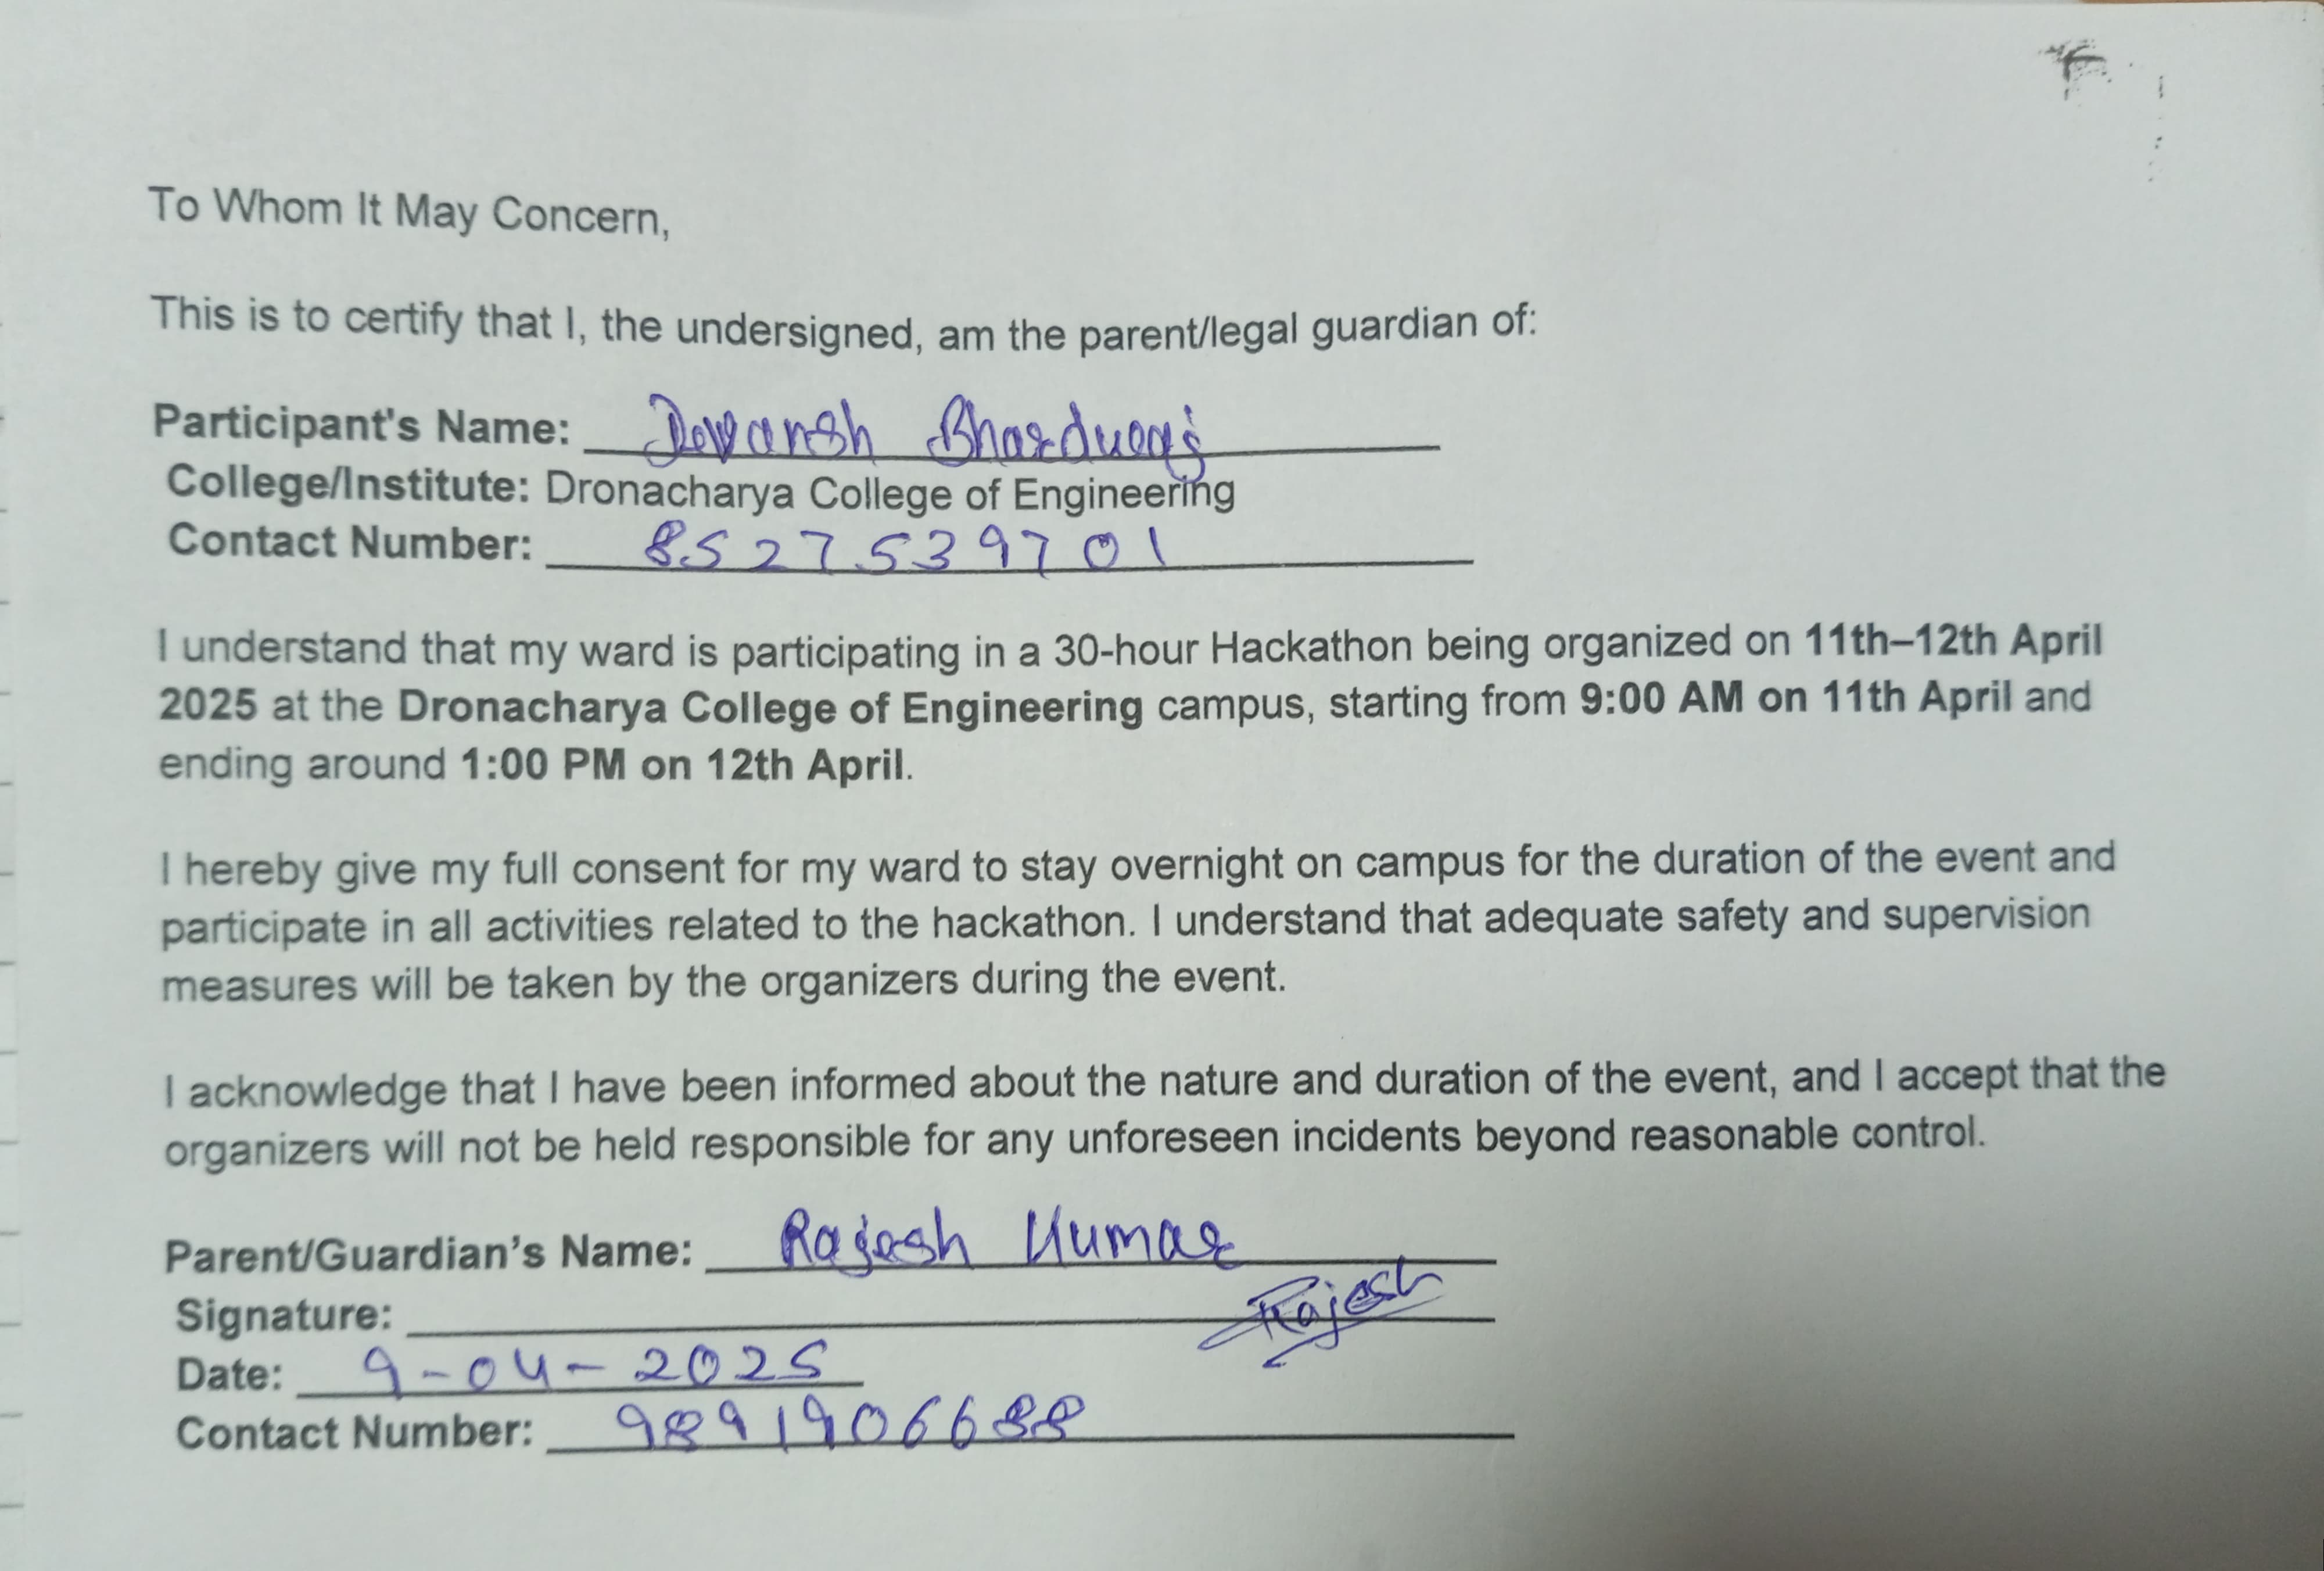 To Whom It May Concern,
This is to certify that I, the undersigned, am the parent/legal guardian of:
Participant's Name: Devansh Bharduaj
College/Institute: Dronacharya College of Engineering
Contact Number: 8527539701
I understand that my ward is participating in a 30-hour Hackathon being organized on 11th–12th April
2025 at the Dronacharya College of Engineering campus, starting from 9:00 AM on 11th April and
ending around 1:00 PM on 12th April.
I hereby give my full consent for my ward to stay overnight on campus for the duration of the event and
participate in all activities related to the hackathon. I understand that adequate safety and supervision
measures will be taken by the organizers during the event.
I acknowledge that I have been informed about the nature and duration of the event, and I accept that the
organizers will not be held responsible for any unforeseen incidents beyond reasonable control.
Parent/Guardian’s Name: Rajesh Kumar
Signature: Rajesh
Date: 9-04-2025
Contact Number: 9891906688